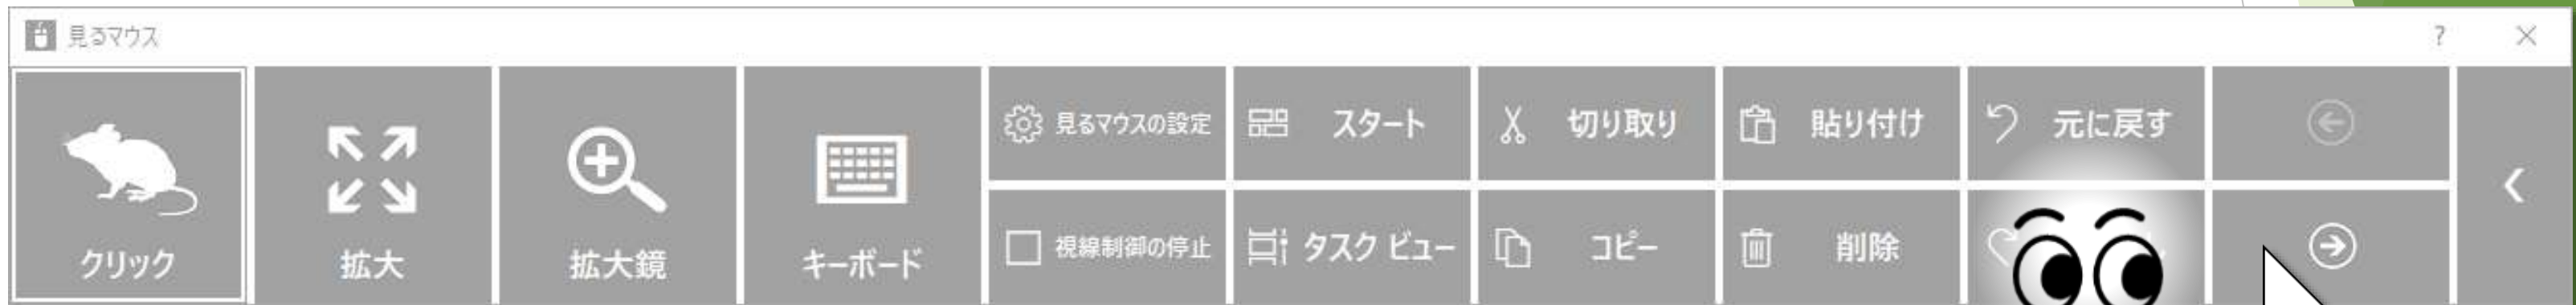 見るマウス
?
クリック
拡大
拡大鏡
キーボード
見るマウスの設定
スタート
切り取り
貼り付け
元に戻す
視線制御の停止
タスク ビュー
コピー
削除